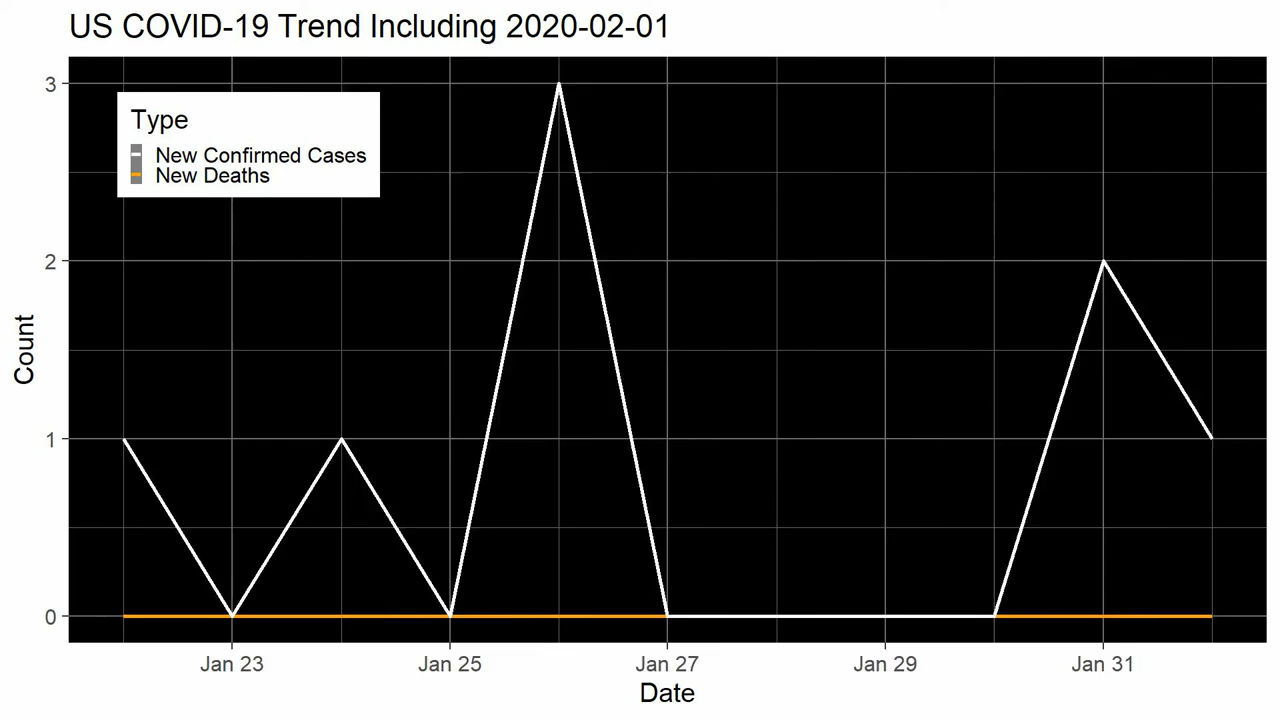 US COVID-19 Trend Including 2020-02-01
3
Type
New Confirmed Cases
New Deaths
2
Count
1
0
Jan 23 Jan 25 Jan 27 Jan 29 Jan 31
Date